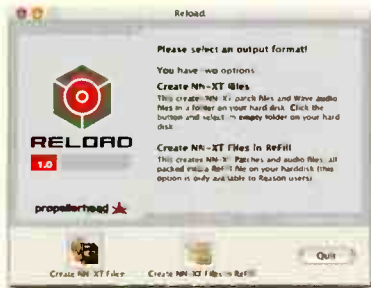 Reload
Please select an output format!
You have two options
Create NN-XT files
This creates NN-XT patch files and Wave audio
files in a folder on your hard disk. Click the
button and select an empty folder on your hard
disk
Create NN-XT Files in ReFill
This creates NN-XT Patches and audio files, all
packed into a ReFill file on your harddisk (this
option is only available to Reason users)
RELOAD
1.0
propellerhead
Create NN-XT Files
Create NN-XT Files in ReFill
Quit